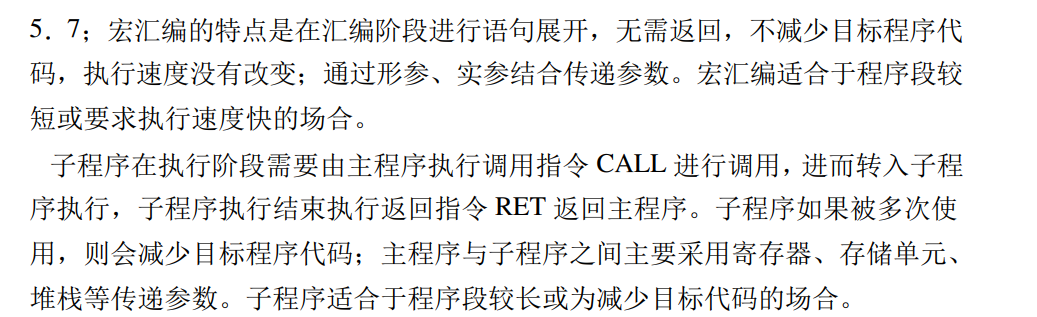 5．7；宏汇编的特点是在汇编阶段进行语句展开，无需返回，不减少目标程序代
码，执行速度没有改变；通过形参、实参结合传递参数。宏汇编适合于程序段较
短或要求执行速度快的场合。
子程序在执行阶段需要由主程序执行调用指令 CALL 进行调用，进而转入子程
序执行，子程序执行结束执行返回指令 RET 返回主程序。子程序如果被多次使
用，则会减少目标程序代码；主程序与子程序之间主要采用寄存器、存储单元、
堆栈等传递参数。子程序适合于程序段较长或为减少目标代码的场合。